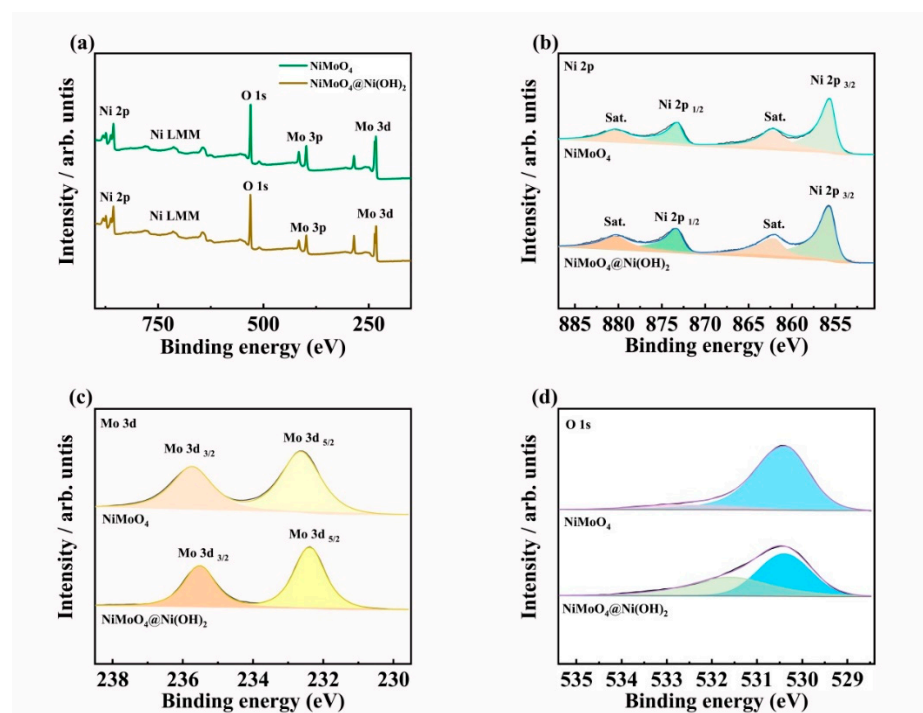 (a)
NiMoO4
NiMoO4@Ni(OH)2
O 1s
Ni 2p
Ni LMM
Mo 3p
Mo 3d
O 1s
Ni 2p
Ni LMM
Mo 3p
Mo 3d
Intensity / arb. untis
750 500 250
Binding energy (eV)
(b)
Ni 2p
Ni 2p 3/2
Sat.
Ni 2p 1/2
Sat.
NiMoO4
Ni 2p 3/2
Sat.
Ni 2p 1/2
Sat.
NiMoO4@Ni(OH)2
Intensity / arb. untis
885 880 875 870 865 860 855
Binding energy (eV)
(c)
Mo 3d
Mo 3d 3/2
Mo 3d 5/2
NiMoO4
Mo 3d 3/2
Mo 3d 5/2
NiMoO4@Ni(OH)2
Intensity / arb. untis
238 236 234 232 230
Binding energy (eV)
(d)
O 1s
NiMoO4
NiMoO4@Ni(OH)2
Intensity / arb. untis
535 534 533 532 531 530 529
Binding energy (eV)